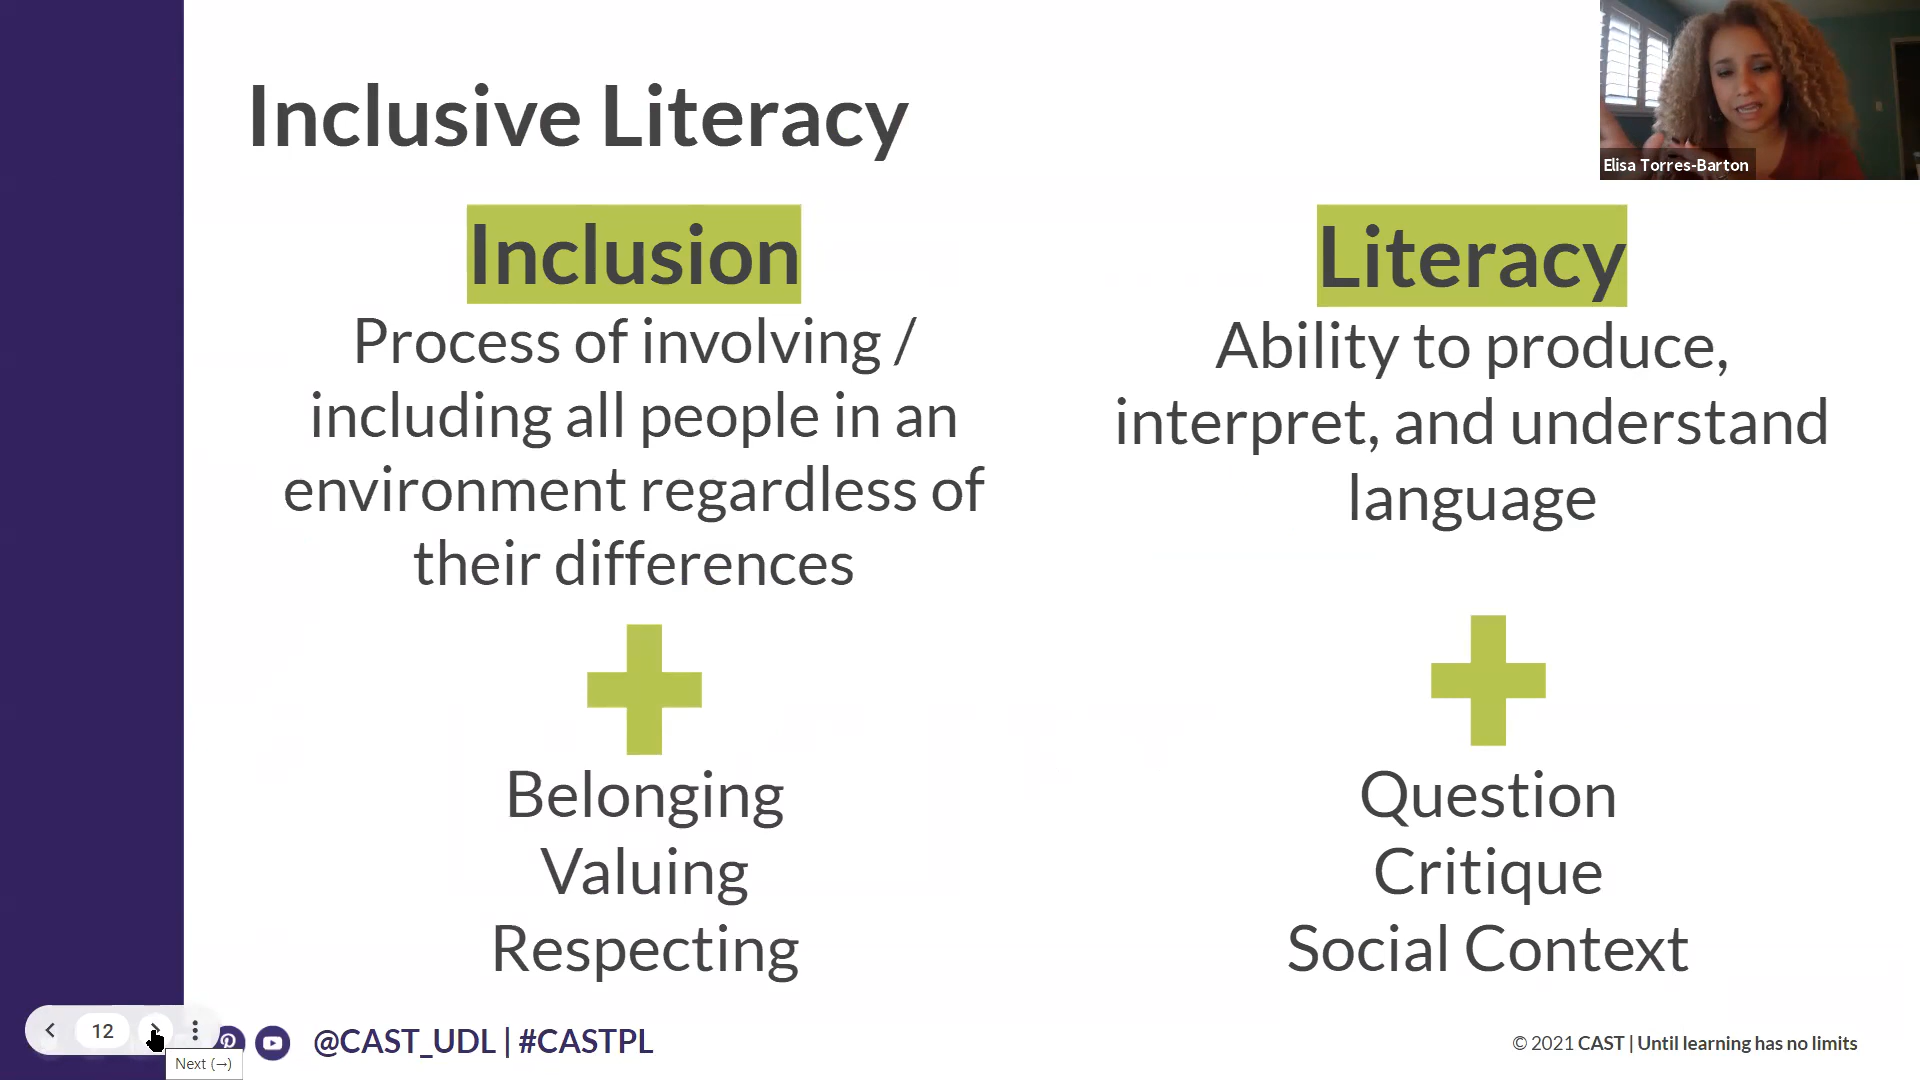 Inclusive Literacy
Elisa Torres-Barton
Inclusion
Process of involving /
including all people in an
environment regardless of
their differences
Belonging
Valuing
Respecting
Literacy
Ability to produce,
interpret, and understand
language
Question
Critique
Social Context
12
Next (→)
@CAST_UDL | #CASTPL
© 2021 CAST | Until learning has no limits